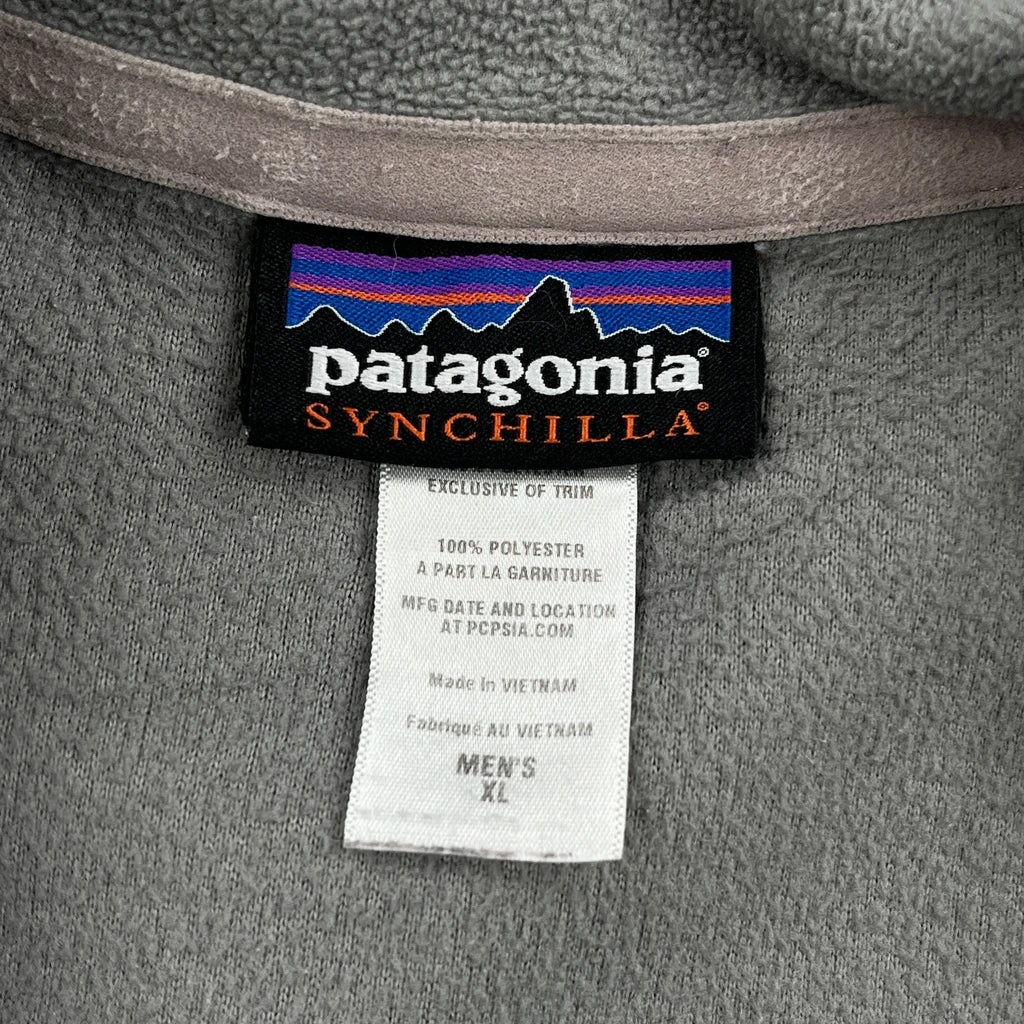 patagonia®
SYNCHILLA®
EXCLUSIVE OF TRIM
100% POLYESTER
A PART LA GARNITURE
MFG DATE AND LOCATION
AT PCPSIA.COM
Made in VIETNAM
Fabriqué AU VIETNAM
MEN'S
XL